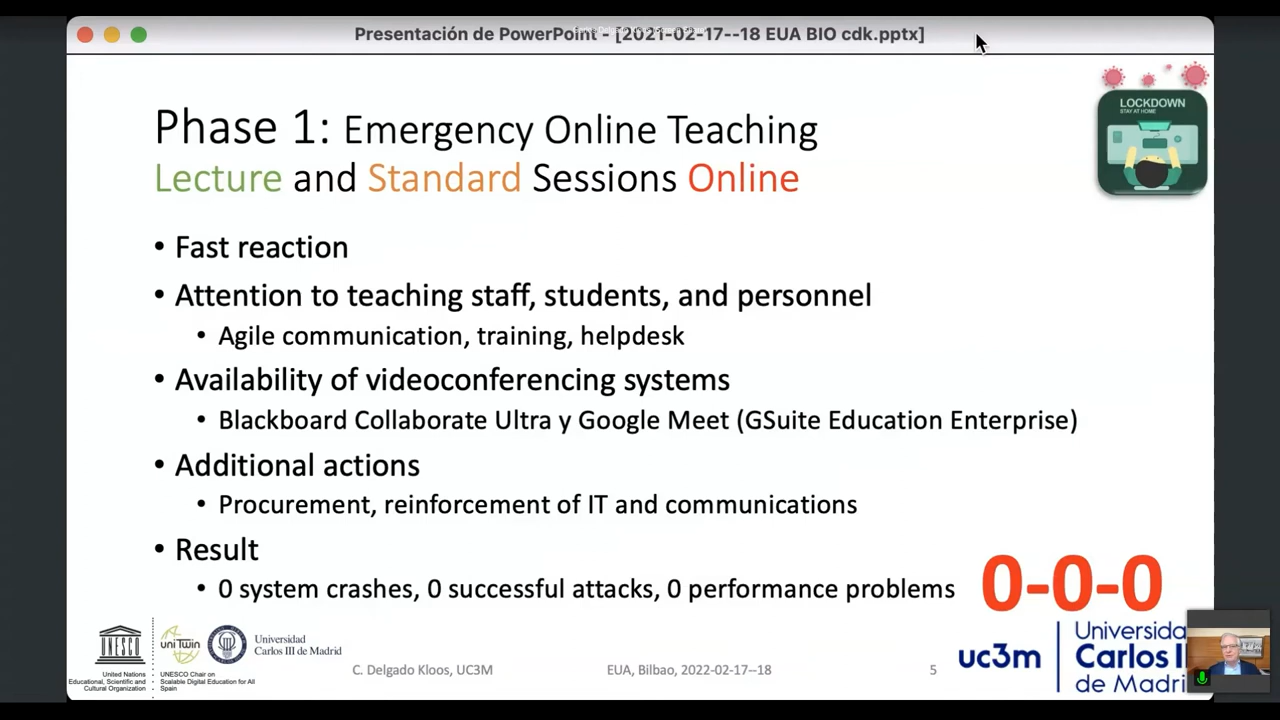 Presentación de PowerPoint - [2021-02-17--18 EUA BIO cdk.pptx]
LOCKDOWN
STAY AT HOME
Phase 1: Emergency Online Teaching
Lecture and Standard Sessions Online
• Fast reaction
• Attention to teaching staff, students, and personnel
• Agile communication, training, helpdesk
• Availability of videoconferencing systems
• Blackboard Collaborate Ultra y Google Meet (GSuite Education Enterprise)
• Additional actions
• Procurement, reinforcement of IT and communications
• Result
• 0 system crashes, 0 successful attacks, 0 performance problems
0-0-0
UNESCO
United Nations
Educational, Scientific and
Cultural Organization
uniTwin
UNESCO Chair on
Scalable Digital Education for All
Spain
Universidad
Carlos III de Madrid
C. Delgado Kloos, UC3M
EUA, Bilbao, 2022-02-17--18
5
uc3m
Universida
Carlos I
de Madri